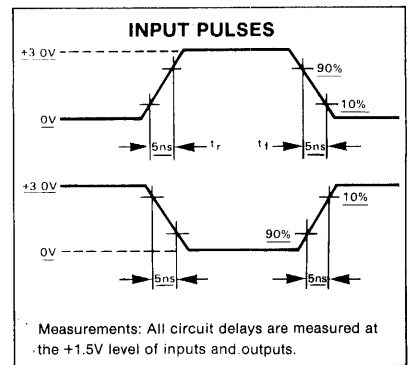 INPUT PULSES
+3.0V
90%
10%
0V
5ns
tr
tf
5ns
+3.0V
10%
90%
0V
5ns
5ns
Measurements: All circuit delays are measured at
the +1.5V level of inputs and outputs.